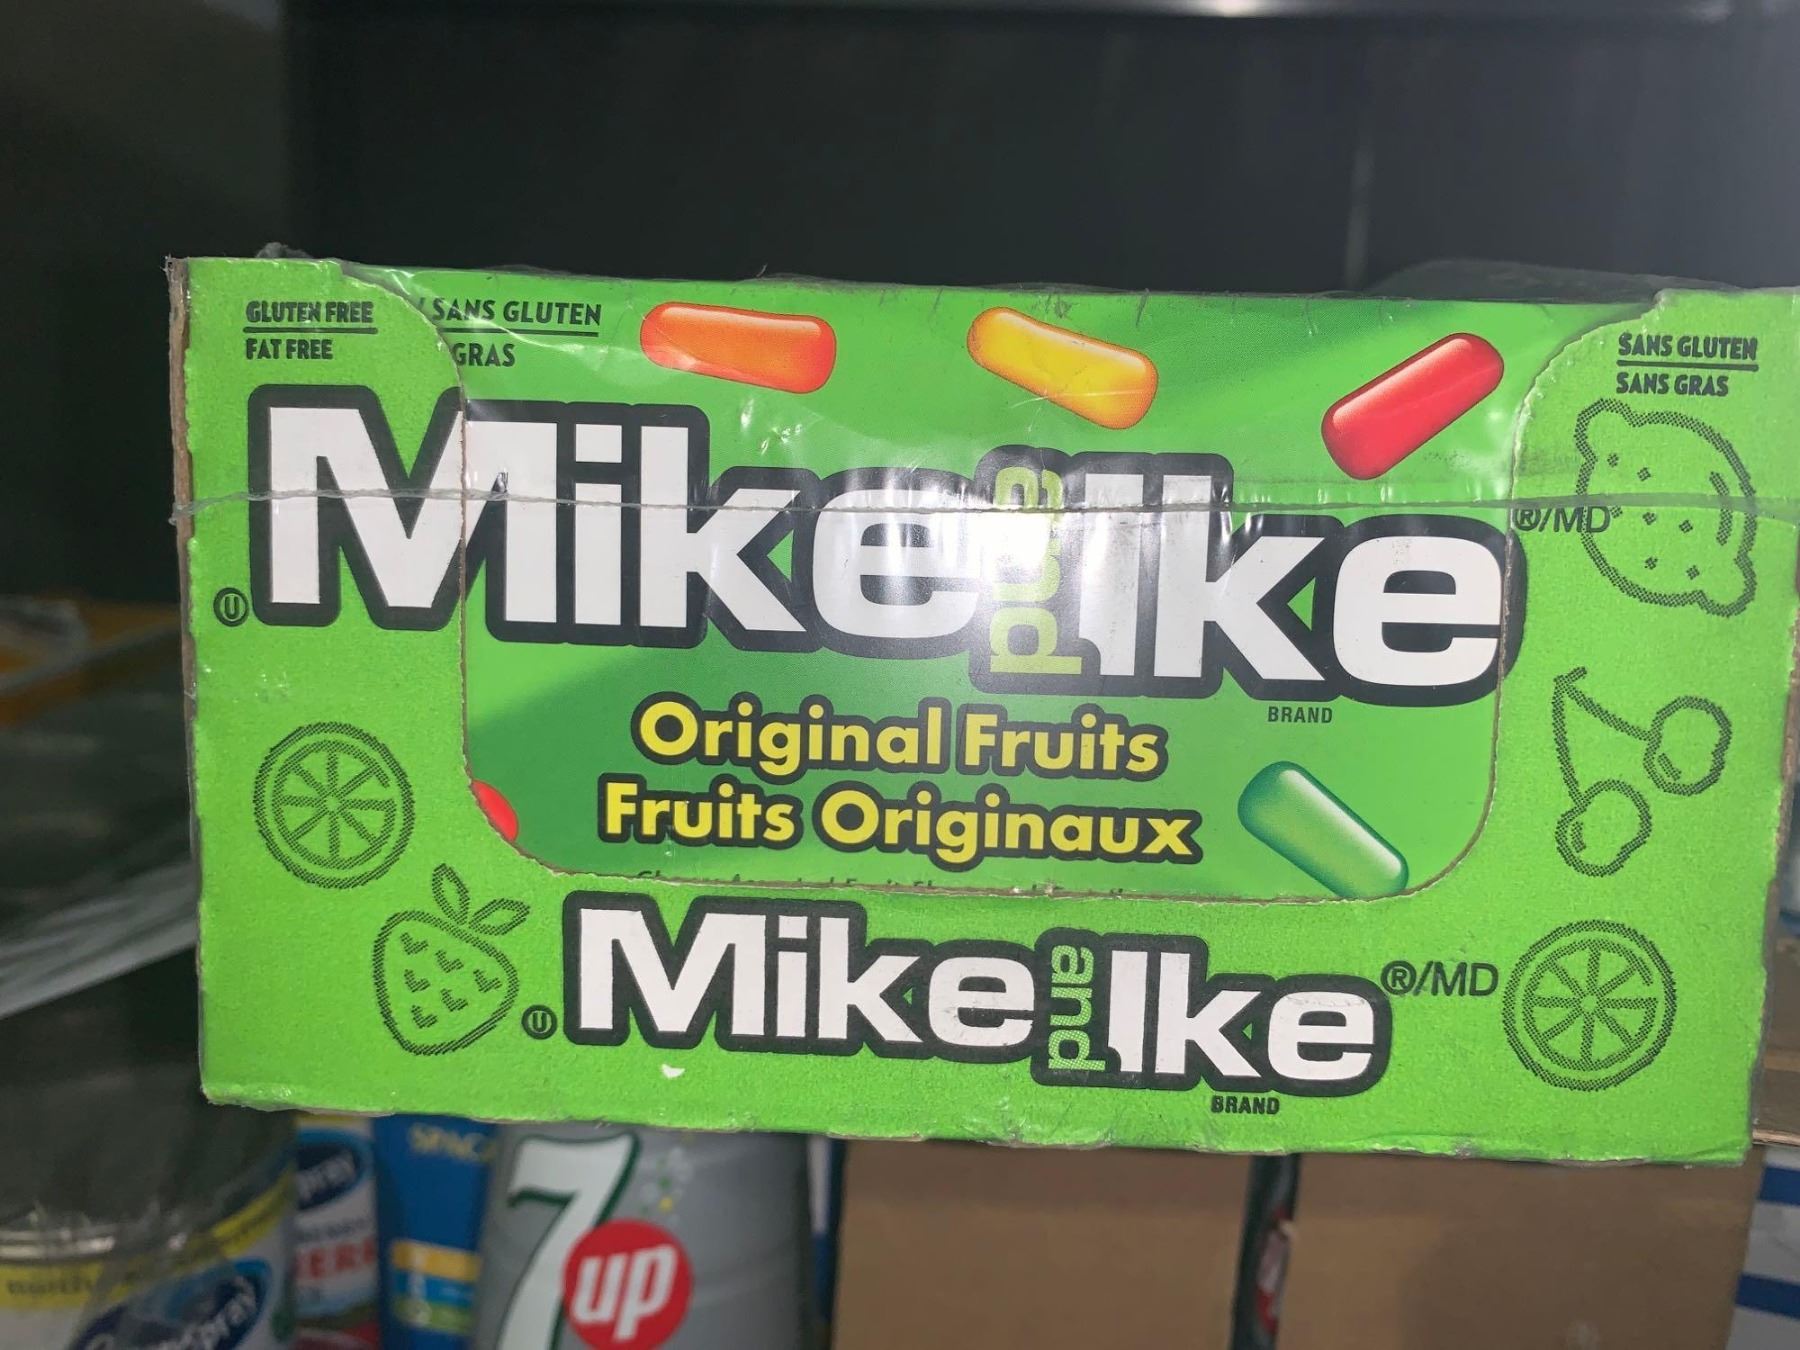 GLUTEN FREE / SANS GLUTEN
FAT FREE GRAS
SANS GLUTEN
SANS GRAS
Mike and Ike ®/MD
U
BRAND
Original Fruits
Fruits Originaux
U Mike and Ike ®/MD
BRAND
7
up